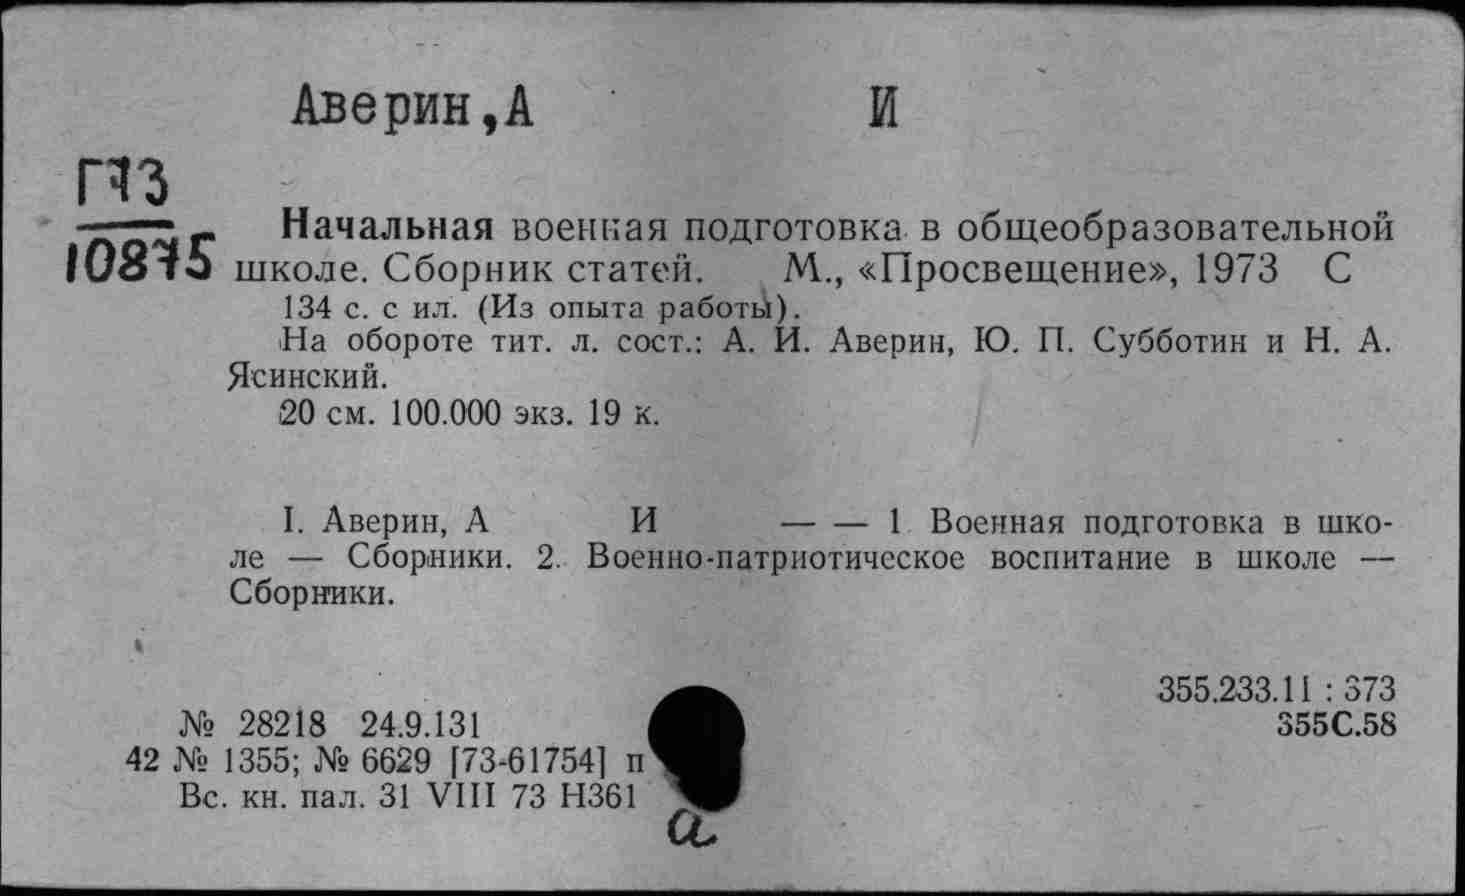 Аверин,А И
П73
10875
Начальная военная подготовка в общеобразовательной
школе. Сборник статей. М., «Просвещение», 1973 С
134 с. с ил. (Из опыта работы).
На обороте тит. л. сост.: А. И. Аверин, Ю. П. Субботин и Н. А.
Ясинский.
20 см. 100.000 экз. 19 к.
I. Аверин, А И — — 1 Военная подготовка в шко-
ле — Сборники. 2. Военно-патриотическое воспитание в школе —
Сборники.
355.233.11 : 373
№ 28218 24.9.131 355С.58
42 № 1355; № 6629 [73-61754] п
Вс. кн. пал. 31 VIII 73 Н361
а